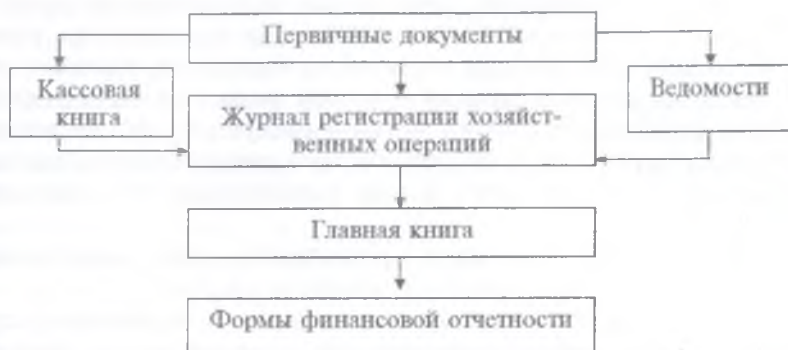 Первичные документы
Кассовая
книга
Журнал регистрации хозяйст-
венных операций
Ведомости
Главная книга
Формы финансовой отчетности